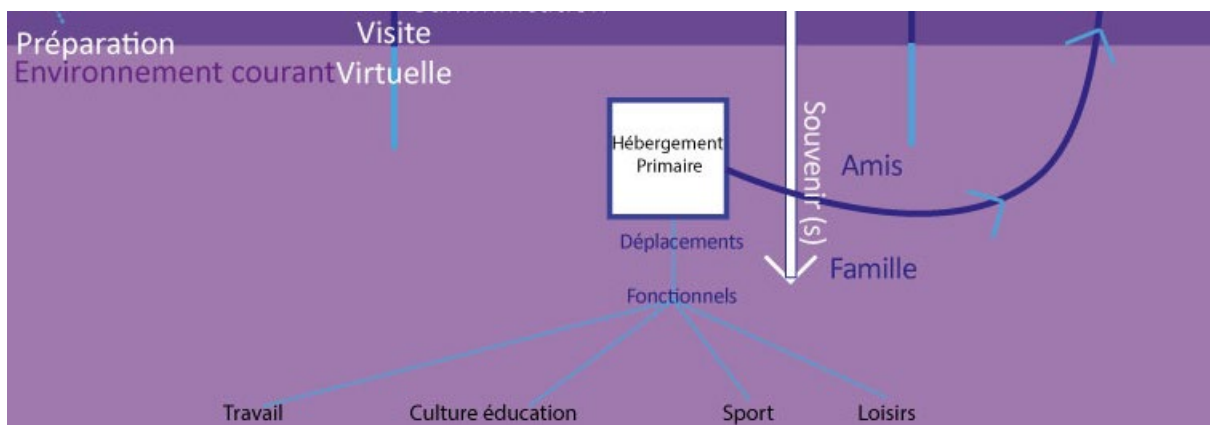 Préparation
Visite
Environnement courant
Virtuelle
Hébergement
Primaire
Souvenir (s)
Amis
Déplacements
Famille
Fonctionnels
Travail
Culture éducation
Sport
Loisirs